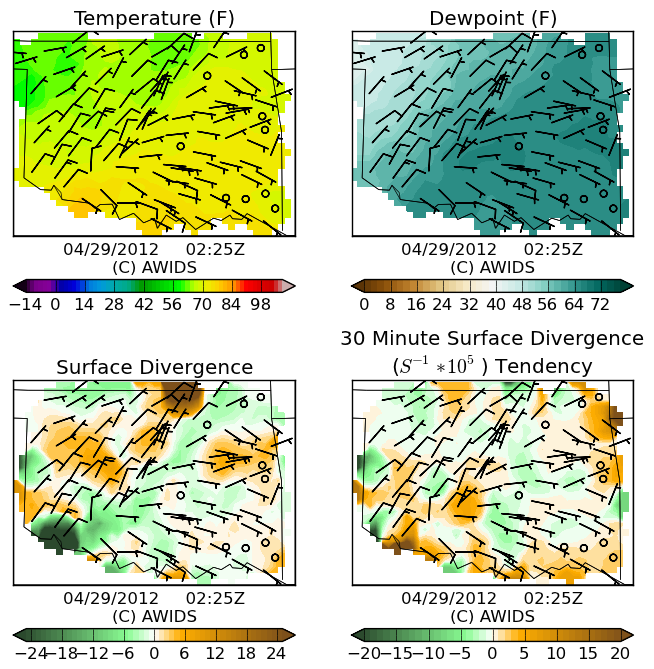 Temperature (F)
Dewpoint (F)
04/29/2012 02:25Z
(C) AWIDS
04/29/2012 02:25Z
(C) AWIDS
−14 0 14 28 42 56 70 84 98
0 8 16 24 32 40 48 56 64 72
Surface Divergence
30 Minute Surface Divergence
(S⁻¹ *10⁵ ) Tendency
04/29/2012 02:25Z
(C) AWIDS
04/29/2012 02:25Z
(C) AWIDS
−24 −18 −12 −6 0 6 12 18 24
−20 −15 −10 −5 0 5 10 15 20